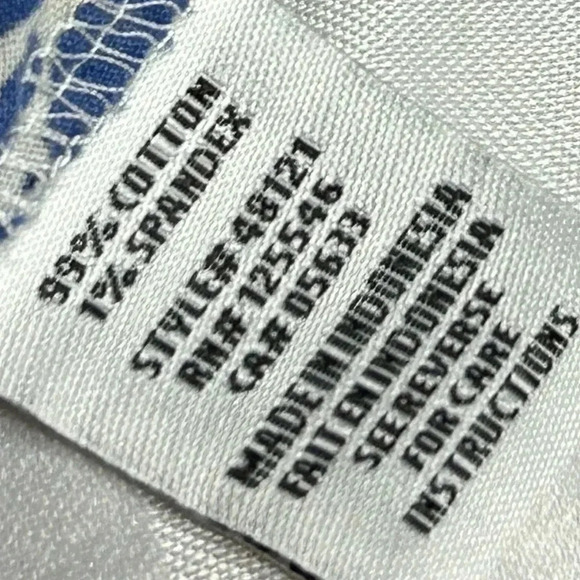 99% COTTON
1% SPANDEX
STYLE# 48121
RN# 125546
CA# 05633
MADE IN INDONESIA
FAIT EN INDONESIA
SEE REVERSE
FOR CARE
INSTRUCTIONS